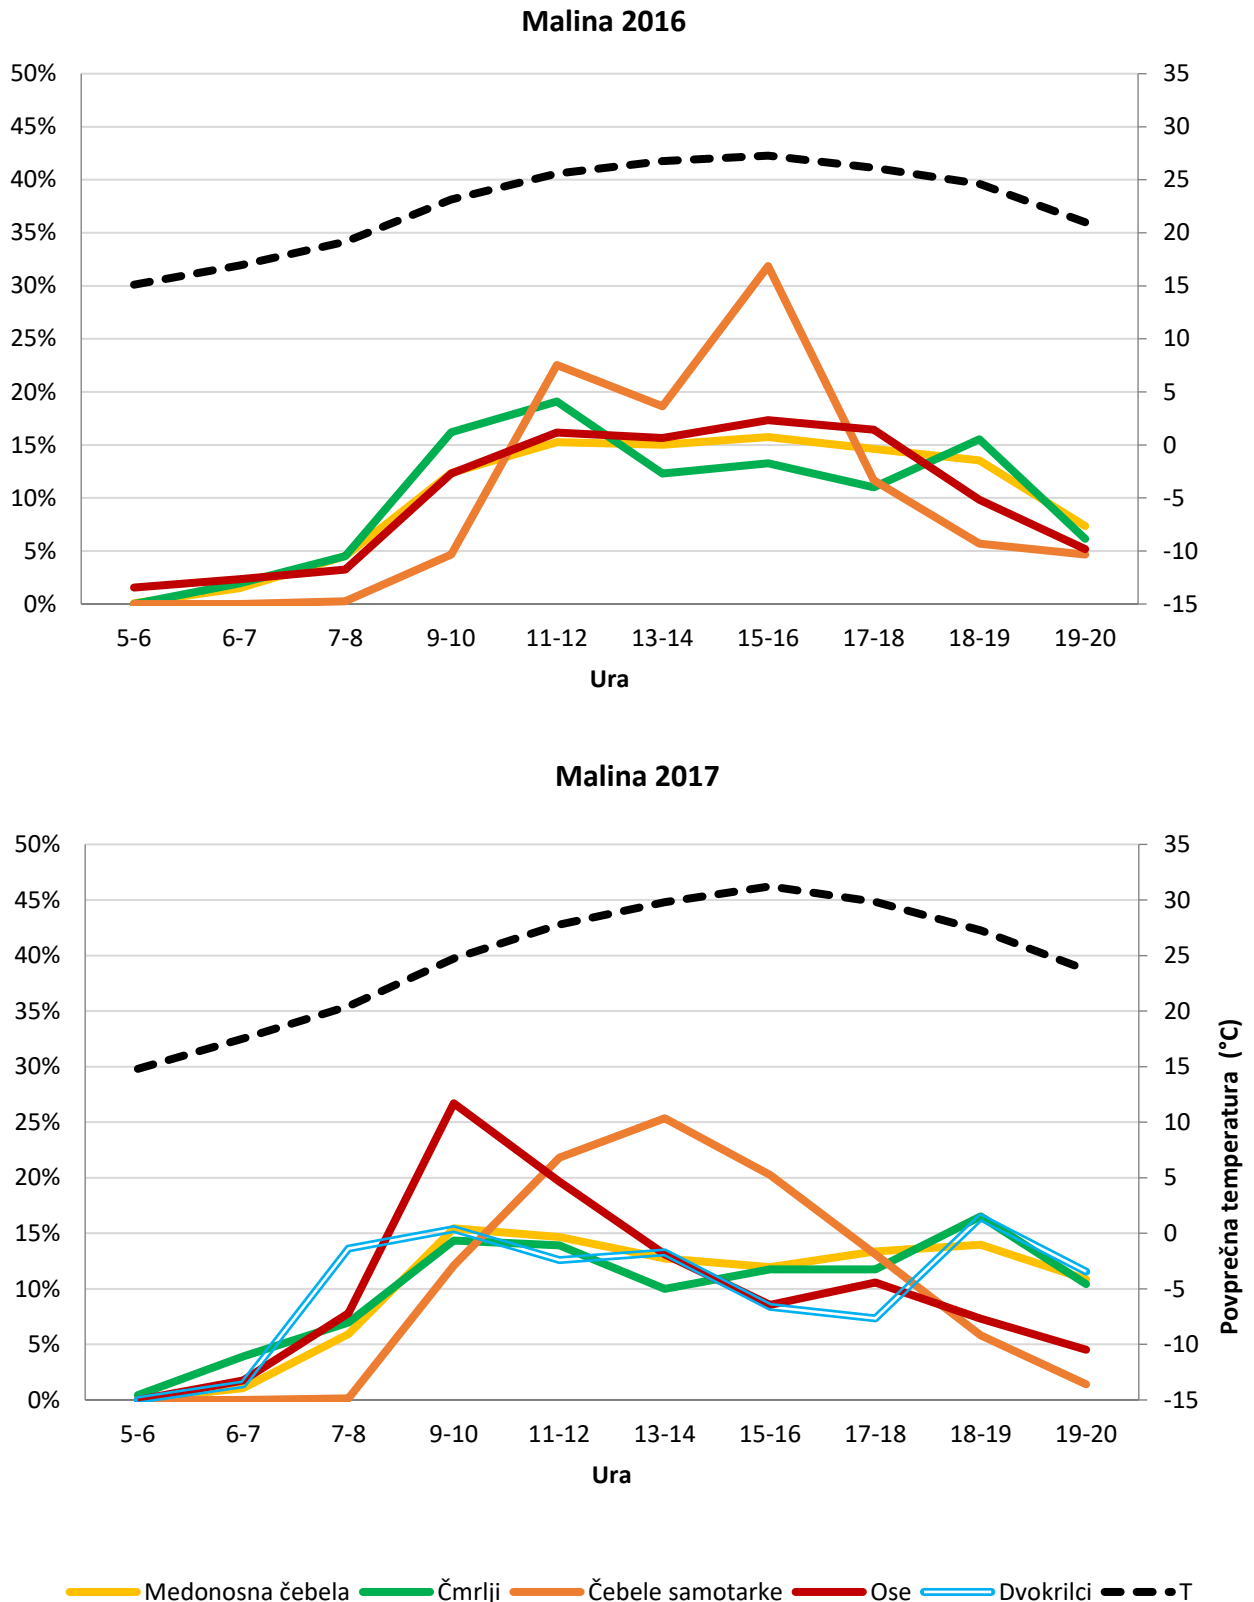 Malina 2016
50% 35
45% 30
40% 25
35% 20
30% 15
25% 10
20% 5
15% 0
10% -5
5% -10
0% -15
5-6 6-7 7-8 9-10 11-12 13-14 15-16 17-18 18-19 19-20
Ura
Malina 2017
50% 35
45% 30
40% 25
35% 20
30% 15
25% 10
20% 5
15% 0
10% -5
5% -10
0% -15
Povprečna temperatura (°C)
5-6 6-7 7-8 9-10 11-12 13-14 15-16 17-18 18-19 19-20
Ura
Medonosna čebela Čmrlji Čebele samotarke Ose Dvokrilci T